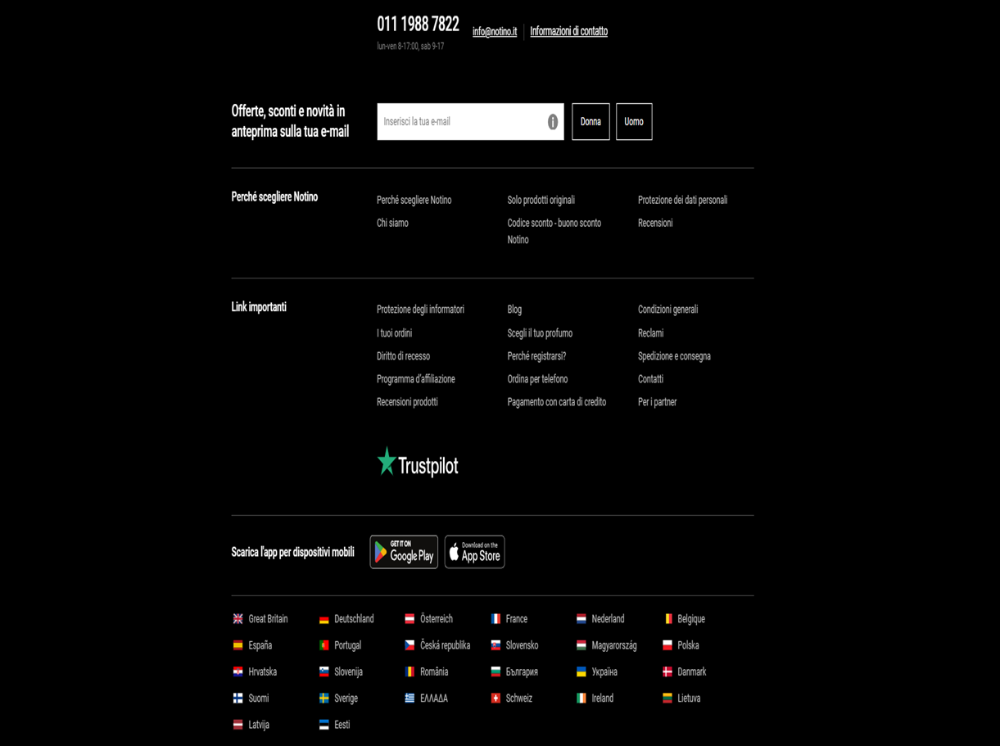 011 1988 7822
info@notino.it
Informazioni di contatto
lun-ven 8-17:00, sab 9-17
Offerte, sconti e novità in
anteprima sulla tua e-mail
Inserisci la tua e-mail
Donna
Uomo
Perché scegliere Notino
Perché scegliere Notino
Solo prodotti originali
Protezione dei dati personali
Chi siamo
Codice sconto - buono sconto
Notino
Recensioni
Link importanti
Protezione degli informatori
Blog
Condizioni generali
I tuoi ordini
Scegli il tuo profumo
Reclami
Diritto di recesso
Perché registrarsi?
Spedizione e consegna
Programma d'affiliazione
Ordina per telefono
Contatti
Recensioni prodotti
Pagamento con carta di credito
Per i partner
Trustpilot
Scarica l'app per dispositivi mobili
GET IT ON
Google Play
Download on the
App Store
Great Britain
Deutschland
Österreich
France
Nederland
Belgique
España
Portugal
Česká republika
Slovensko
Magyarország
Polska
Hrvatska
Slovenija
România
България
Україна
Danmark
Suomi
Sverige
ΕΛΛΑΔΑ
Schweiz
Ireland
Lietuva
Latvija
Eesti